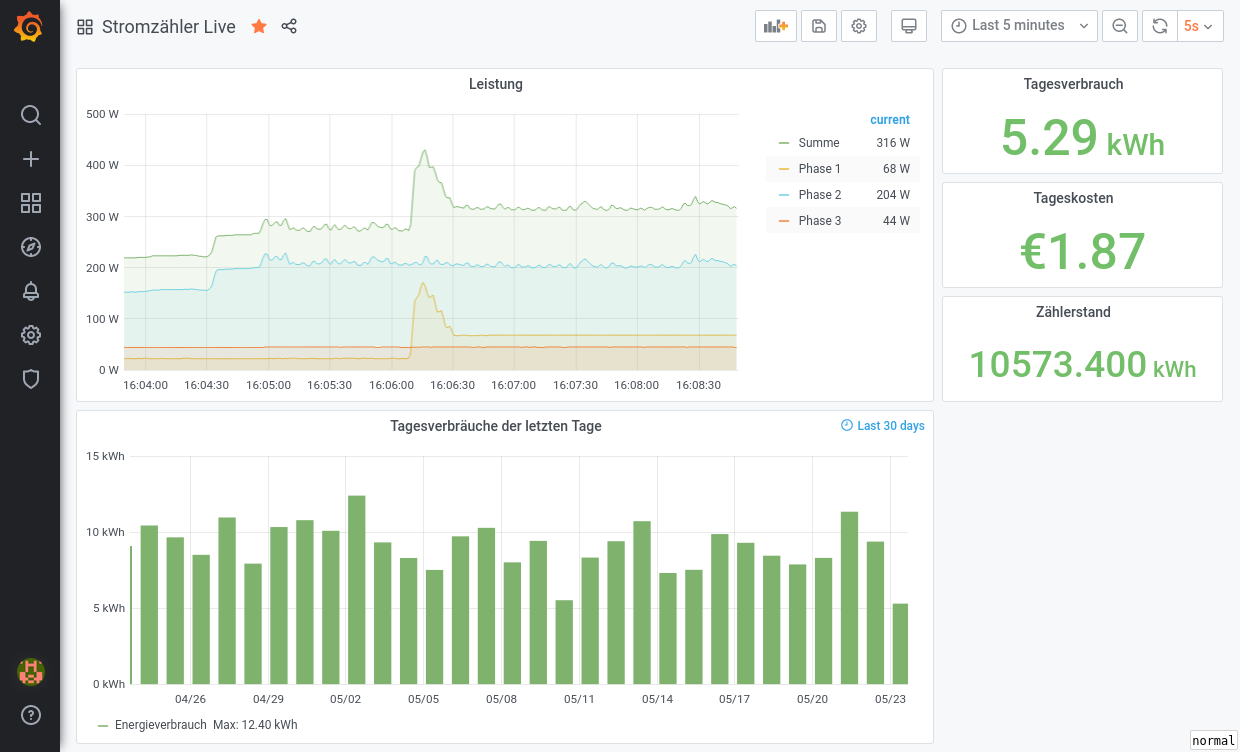 Stromzähler Live
Last 5 minutes
5s
Leistung
500 W
400 W
300 W
200 W
100 W
0 W
16:04:00 16:04:30 16:05:00 16:05:30 16:06:00 16:06:30 16:07:00 16:07:30 16:08:00 16:08:30
current
Summe 316 W
Phase 1 68 W
Phase 2 204 W
Phase 3 44 W
Tagesverbrauch
5.29 kWh
Tageskosten
€1.87
Zählerstand
10573.400 kWh
Tagesverbräuche der letzten Tage
Last 30 days
15 kWh
10 kWh
5 kWh
0 kWh
04/26 04/29 05/02 05/05 05/08 05/11 05/14 05/17 05/20 05/23
Energieverbrauch Max: 12.40 kWh
normal